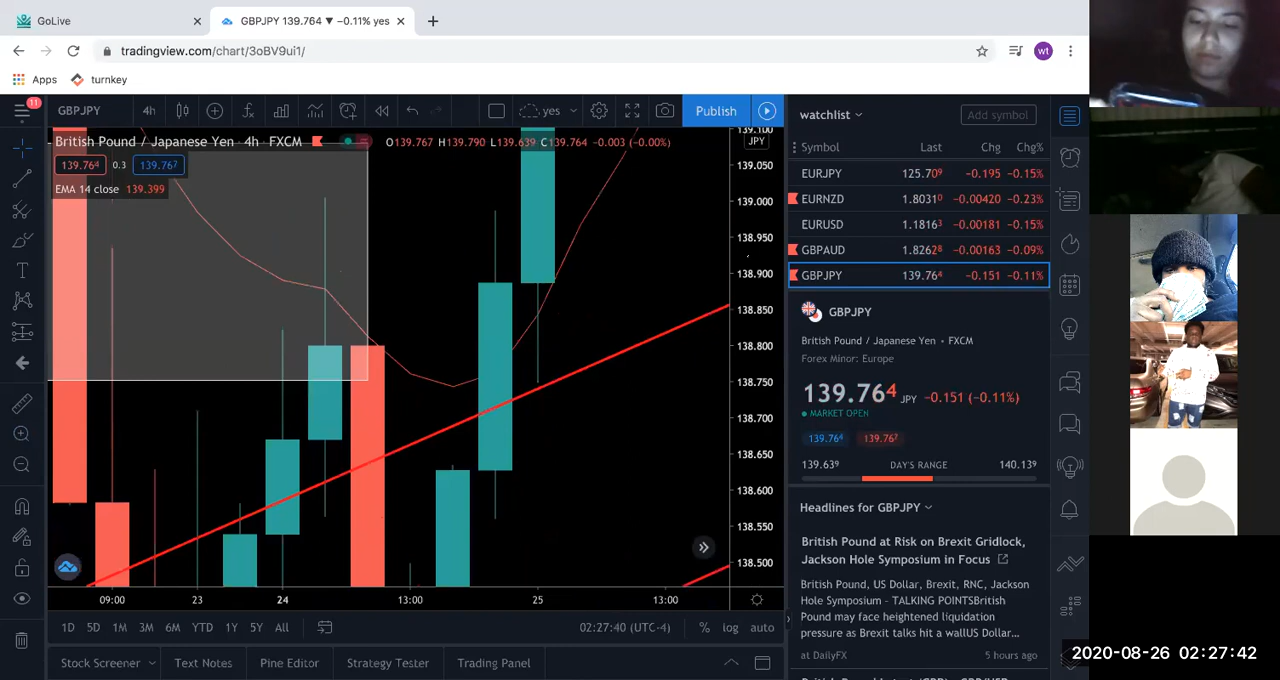 GoLive
GBPJPY 139.764 ▼ −0.11% yes
tradingview.com/chart/3oBV9ui1/
wt
Apps
turnkey
11
GBPJPY
4h
yes
Publish
British Pound / Japanese Yen · 4h · FXCM
O139.767 H139.790 L139.639 C139.764 −0.003 (−0.00%)
139.764
0.3
139.767
EMA 14 close 139.399
139.100
JPY
139.050
139.000
138.950
138.900
138.850
138.800
138.750
138.700
138.650
138.600
138.550
138.500
09:00
23
24
13:00
25
13:00
1D 5D 1M 3M 6M YTD 1Y 5Y All
02:27:40 (UTC-4)
% log auto
Stock Screener
Text Notes
Pine Editor
Strategy Tester
Trading Panel
watchlist
Add symbol
Symbol Last Chg Chg%
EURJPY 125.709 −0.195 −0.15%
EURNZD 1.80310 −0.00420 −0.23%
EURUSD 1.18163 −0.00181 −0.15%
GBPAUD 1.82628 −0.00163 −0.09%
GBPJPY 139.764 −0.151 −0.11%
GBPJPY
British Pound / Japanese Yen • FXCM
Forex Minor: Europe
139.764 JPY −0.151 (−0.11%)
MARKET OPEN
139.764 139.767
139.639 DAY'S RANGE 140.139
Headlines for GBPJPY
British Pound at Risk on Brexit Gridlock,
Jackson Hole Symposium in Focus
British Pound, US Dollar, Brexit, RNC, Jackson
Hole Symposium - TALKING POINTSBritish
Pound may face heightened liquidation
pressure as Brexit talks hit a wallUS Dollar…
at DailyFX
5 hours ago
2020-08-26 02:27:42